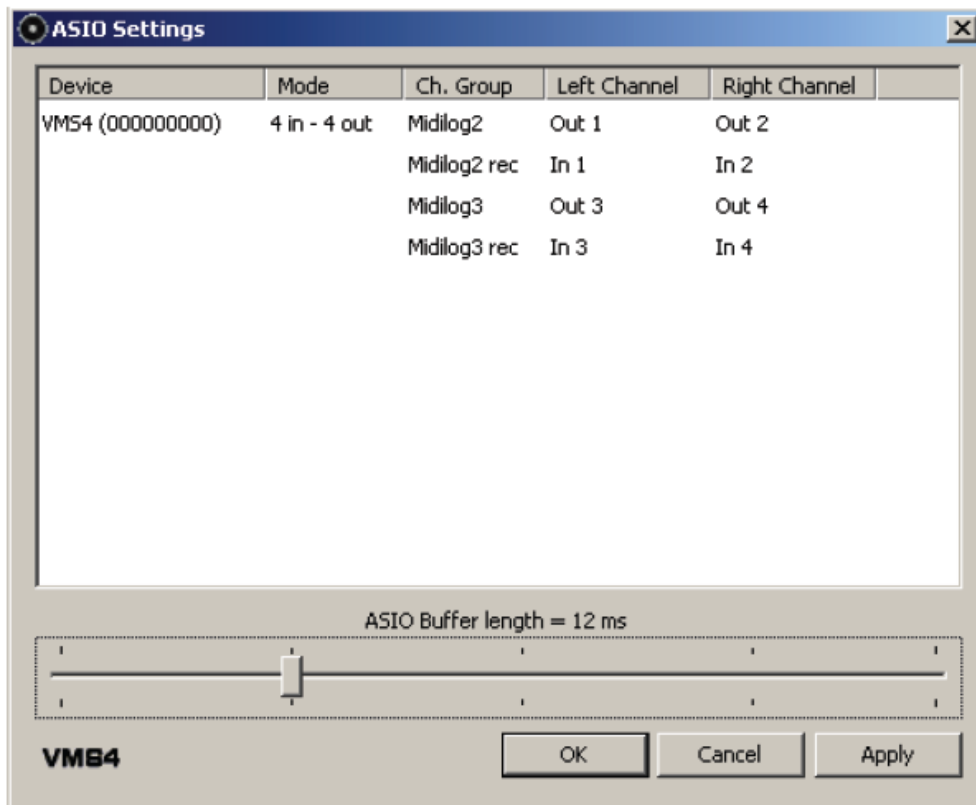 ASIO Settings
Device Mode Ch. Group Left Channel Right Channel
VMS4 (000000000) 4 in - 4 out Midilog2 Out 1 Out 2
Midilog2 rec In 1 In 2
Midilog3 Out 3 Out 4
Midilog3 rec In 3 In 4
ASIO Buffer length = 12 ms
VMS4 OK Cancel Apply